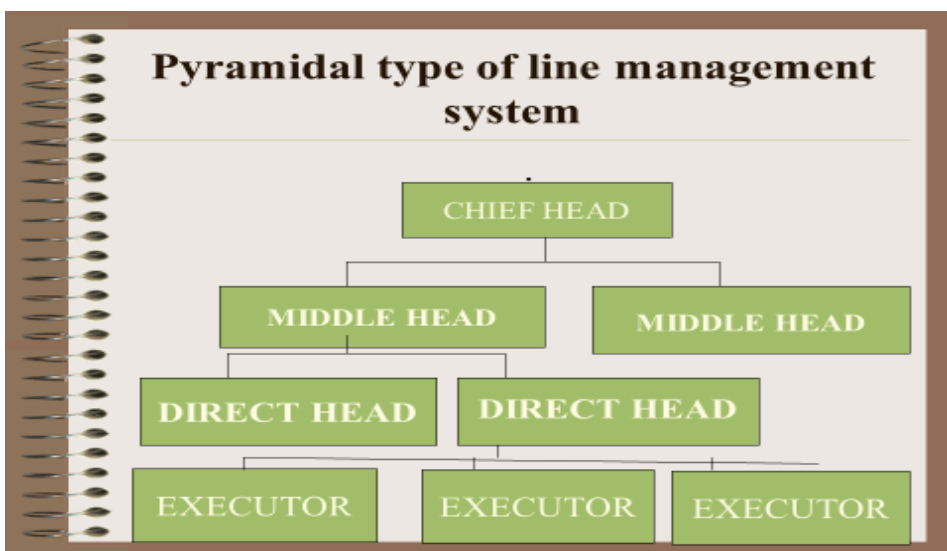 Pyramidal type of line management
system
.
CHIEF HEAD
MIDDLE HEAD
MIDDLE HEAD
DIRECT HEAD
DIRECT HEAD
EXECUTOR
EXECUTOR
EXECUTOR